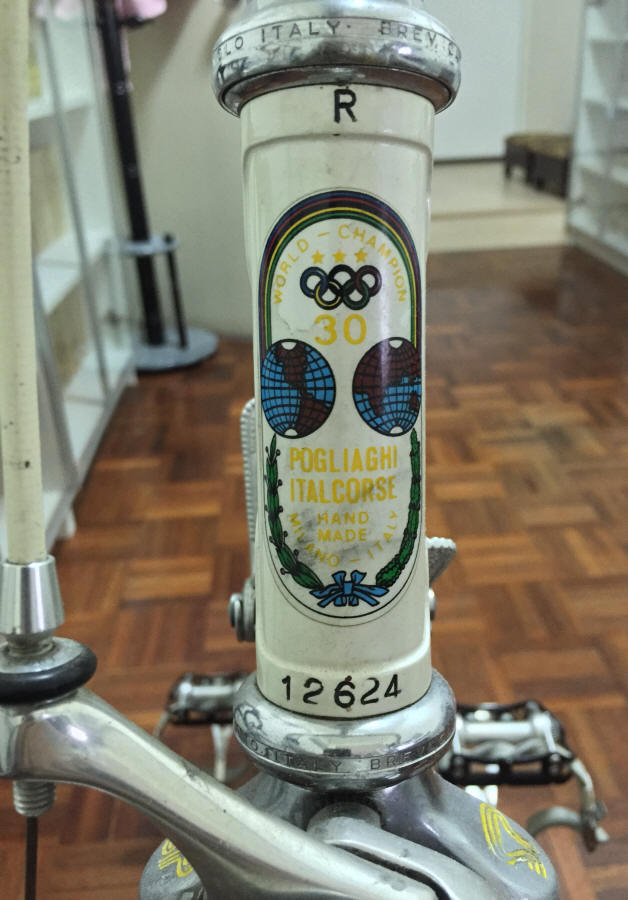 ITALY · BREV.
R
WORLD - CHAMPION
30
POGLIAGHI
ITALCORSE
HAND
MADE
MILANO - ITALY
12624
ITALY BREV